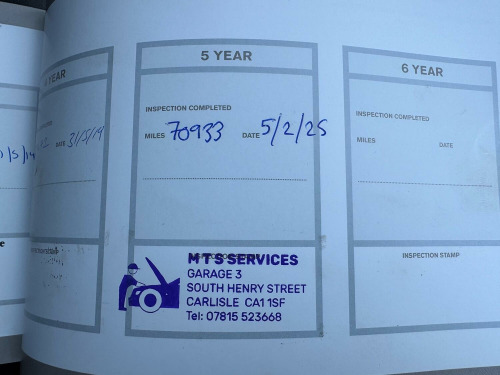 YEAR
DATE 31/5/19
5 YEAR
INSPECTION COMPLETED
MILES 70933 DATE 5/2/25
MTS SERVICES
GARAGE 3
SOUTH HENRY STREET
CARLISLE CA1 1SF
Tel: 07815 523668
6 YEAR
INSPECTION COMPLETED
MILES DATE
INSPECTION STAMP